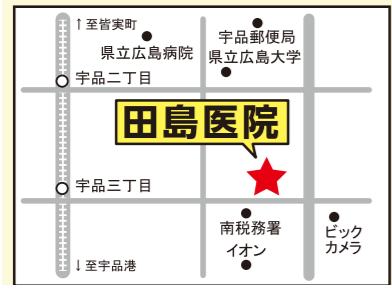 ↑至皆実町
県立広島病院
宇品郵便局
県立広島大学
宇品二丁目
田島医院
宇品三丁目
南税務署
イオン
ビック
カメラ
↓至宇品港